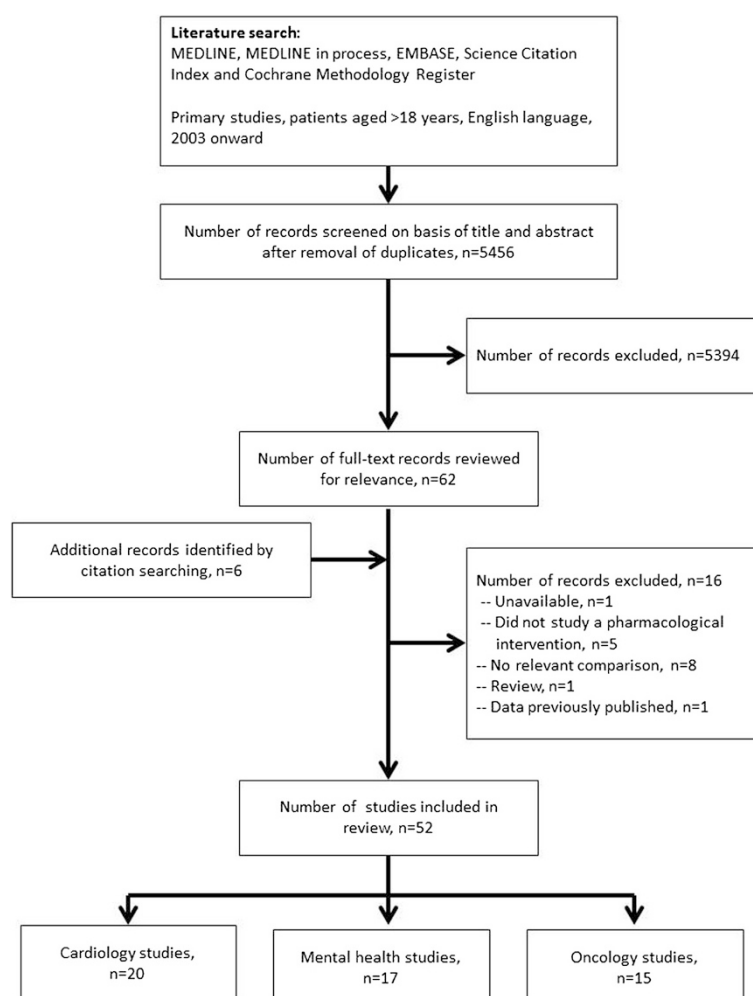 Literature search:
MEDLINE, MEDLINE in process, EMBASE, Science Citation
Index and Cochrane Methodology Register
Primary studies, patients aged >18 years, English language,
2003 onward
Number of records screened on basis of title and abstract
after removal of duplicates, n=5456
Number of records excluded, n=5394
Number of full-text records reviewed
for relevance, n=62
Additional records identified by
citation searching, n=6
Number of records excluded, n=16
-- Unavailable, n=1
-- Did not study a pharmacological
intervention, n=5
-- No relevant comparison, n=8
-- Review, n=1
-- Data previously published, n=1
Number of studies included in
review, n=52
Cardiology studies,
n=20
Mental health studies,
n=17
Oncology studies,
n=15